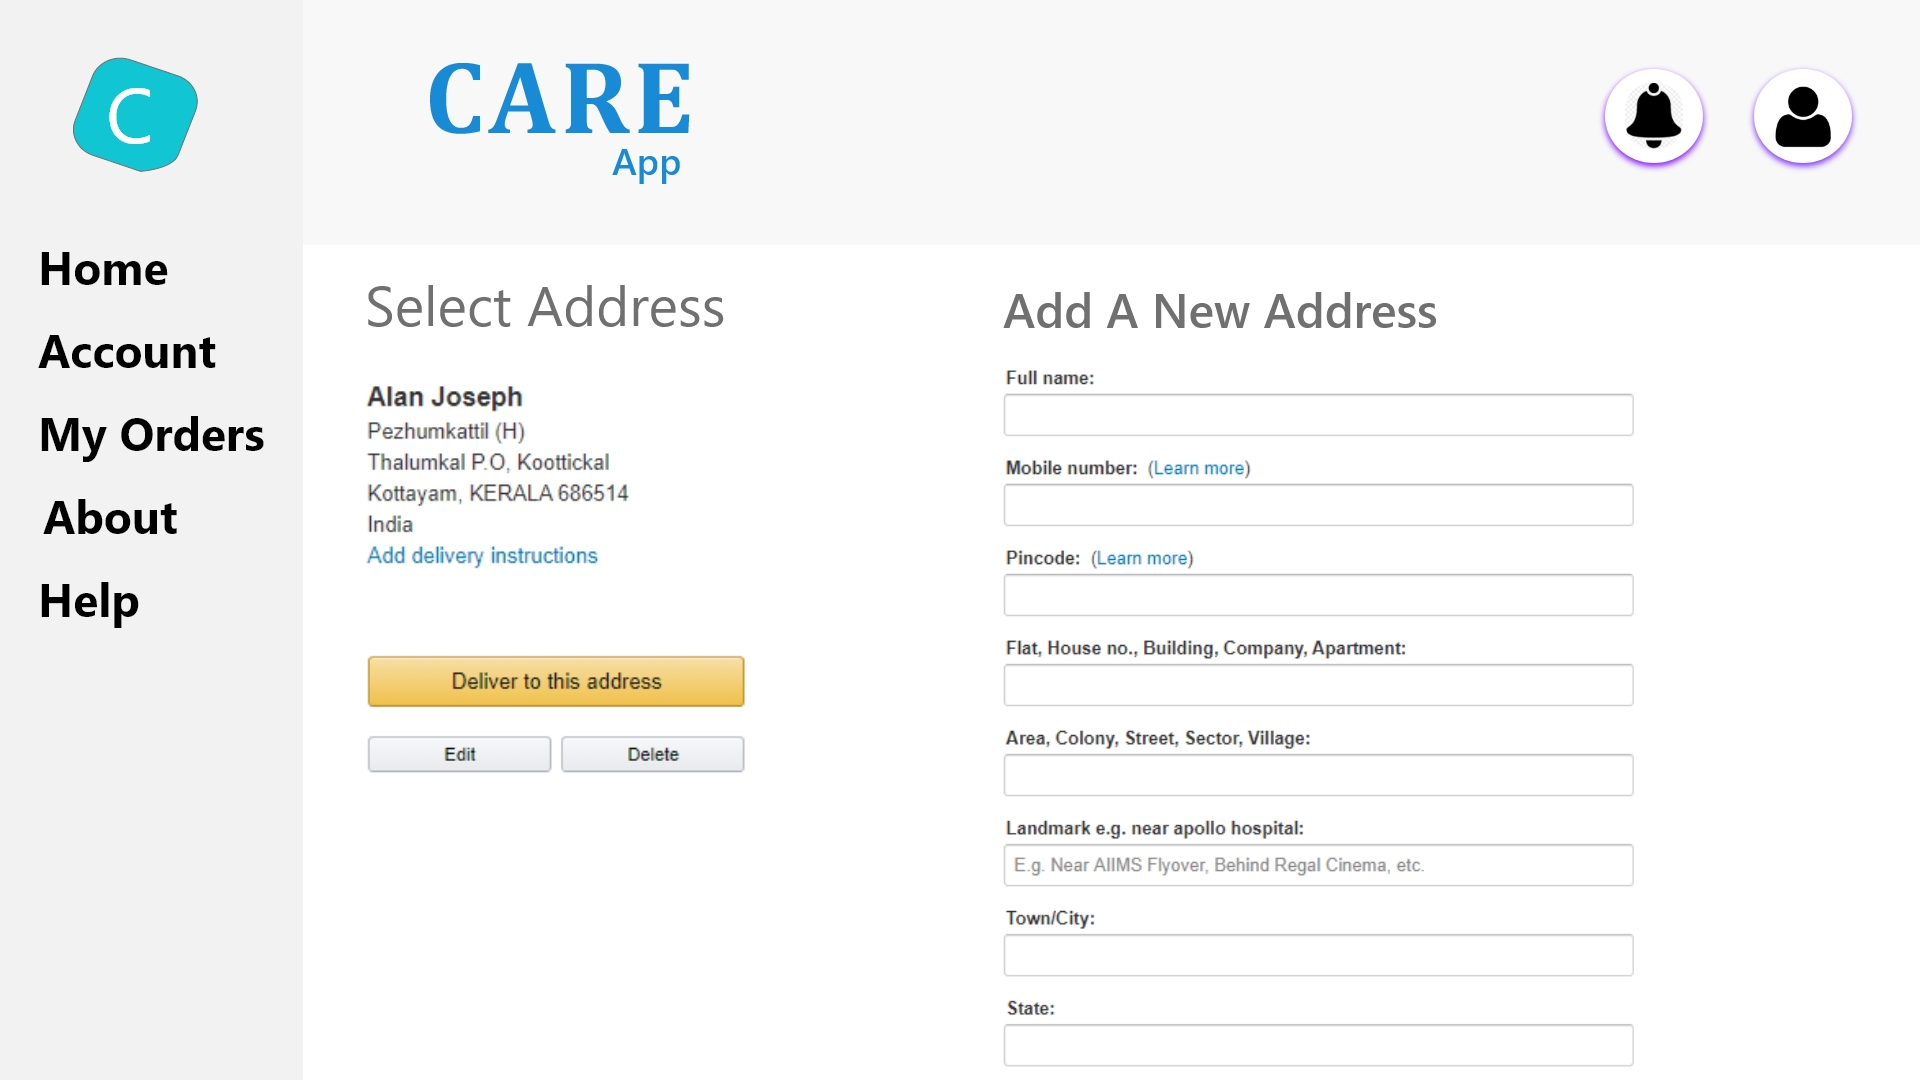 C
CARE
App
Home
Account
My Orders
About
Help
Select Address
Alan Joseph
Pezhumkattil (H)
Thalumkal P.O, Koottickal
Kottayam, KERALA 686514
India
Add delivery instructions
Deliver to this address
Edit
Delete
Add A New Address
Full name:
Mobile number: (Learn more)
Pincode: (Learn more)
Flat, House no., Building, Company, Apartment:
Area, Colony, Street, Sector, Village:
Landmark e.g. near apollo hospital:
E.g. Near AIIMS Flyover, Behind Regal Cinema, etc.
Town/City:
State: